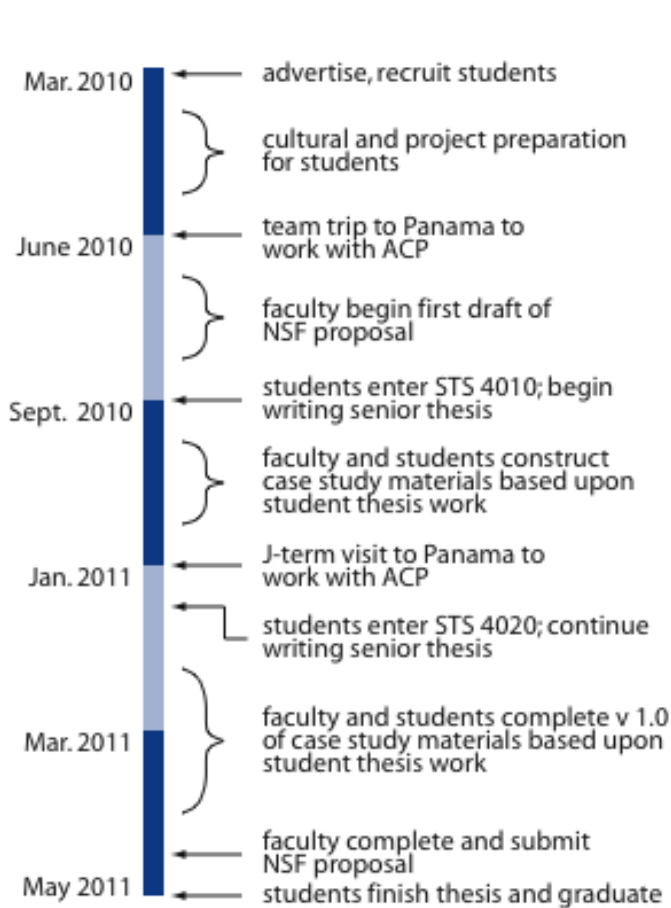 Mar. 2010
advertise, recruit students
cultural and project preparation
for students
June 2010
team trip to Panama to
work with ACP
faculty begin first draft of
NSF proposal
Sept. 2010
students enter STS 4010; begin
writing senior thesis
faculty and students construct
case study materials based upon
student thesis work
Jan. 2011
J-term visit to Panama to
work with ACP
students enter STS 4020; continue
writing senior thesis
Mar. 2011
faculty and students complete v 1.0
of case study materials based upon
student thesis work
faculty complete and submit
NSF proposal
May 2011
students finish thesis and graduate